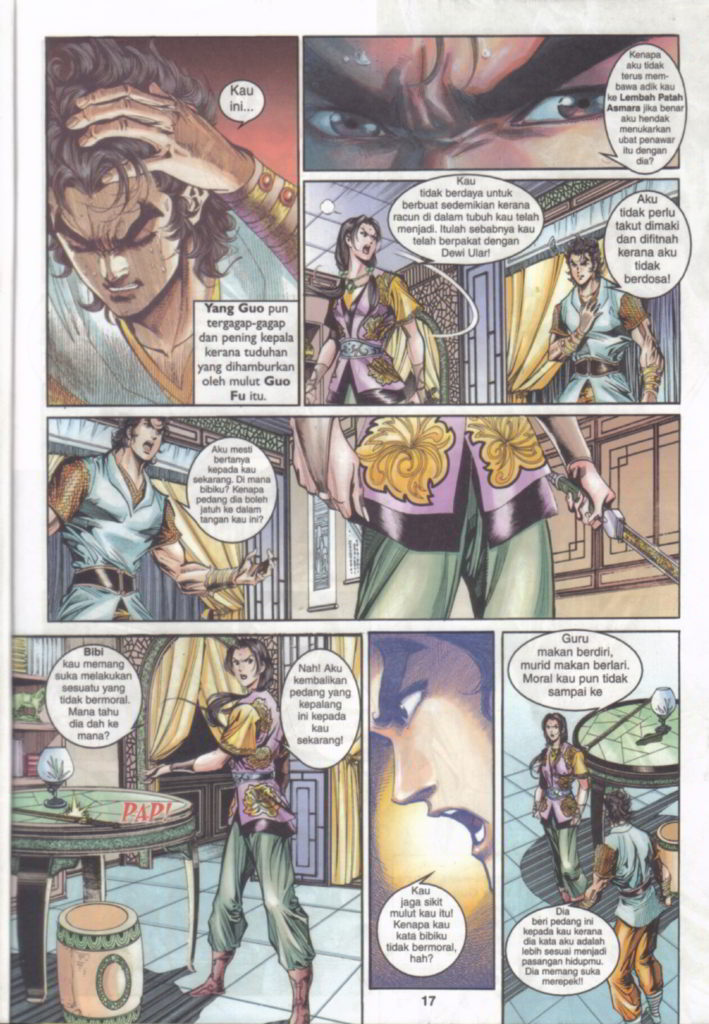 Kau
ini...
Yang Guo pun
tergagap-gagap
dan pening kepala
kerana tuduhan
yang dihamburkan
oleh mulut Guo
Fu itu.
Kenapa
aku tidak
terus mem-
bawa adik kau
ke Lembah Patah
Asmara jika benar
aku hendak
menukarkan
ubat penawar
itu dengan
dia?
Kau
tidak berdaya untuk
berbuat sedemikian kerana
racun di dalam tubuh kau telah
menjadi. Itulah sebabnya kau
telah berpakat dengan
Dewi Ular!
Aku
tidak perlu
takut dimaki
dan difitnah
kerana aku
tidak
berdosa!
Aku mesti
bertanya
kepada kau
sekarang. Di mana
bibiku? Kenapa
pedang dia boleh
jatuh ke dalam
tangan kau ini?
Bibi
kau memang
suka melakukan
sesuatu yang
tidak bermoral.
Mana tahu
dia dah ke
mana?
Nah! Aku
kembalikan
pedang yang
kepalang
ini kepada
kau
sekarang!
PAP!
Kau
jaga sikit
mulut kau itu!
Kenapa kau
kata bibiku
tidak bermoral,
hah?
Guru
makan berdiri,
murid makan berlari.
Moral kau pun tidak
sampai ke
Dia
beri pedang ini
kepada kau kerana
dia kata aku adalah
lebih sesuai menjadi
pasangan hidupmu.
Dia memang suka
merepek!!
17